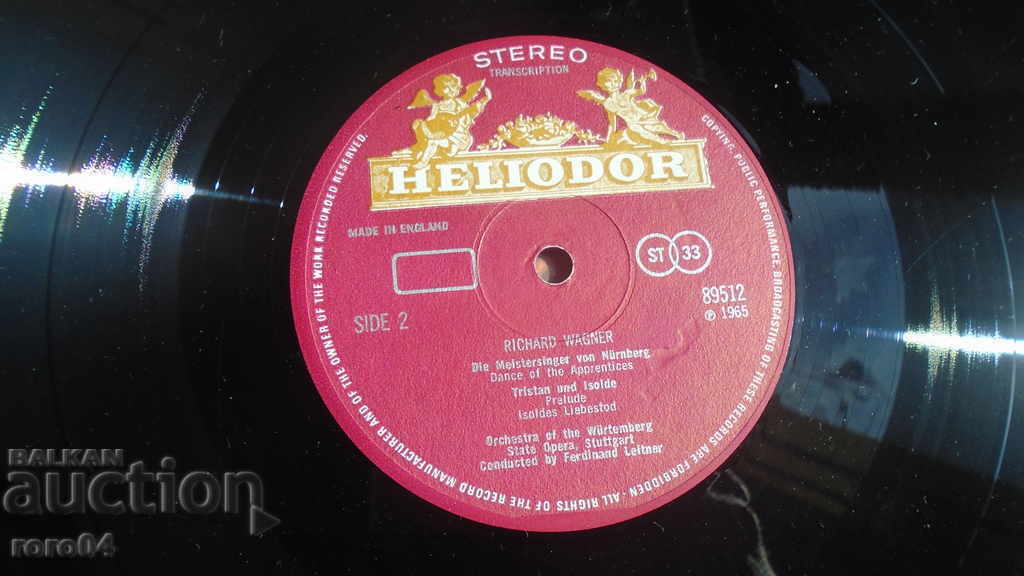 STEREO
TRANSCRIPTION
HELIODOR
MADE IN ENGLAND
ST 33
SIDE 2
89512
℗ 1965
RICHARD WAGNER
Die Meistersinger von Nürnberg
Dance of the Apprentices
Tristan und Isolde
Prelude
Isoldes Liebestod
Orchestra of the Würtemberg
State Opera, Stuttgart
Conducted by Ferdinand Leitner
ALL RIGHTS OF THE RECORD MANUFACTURER AND OF THE OWNER OF THE WORK RECORDED RESERVED. COPYING, PUBLIC PERFORMANCE, BROADCASTING OF THESE RECORDS ARE FORBIDDEN ·
BALKAN
auction
roro04